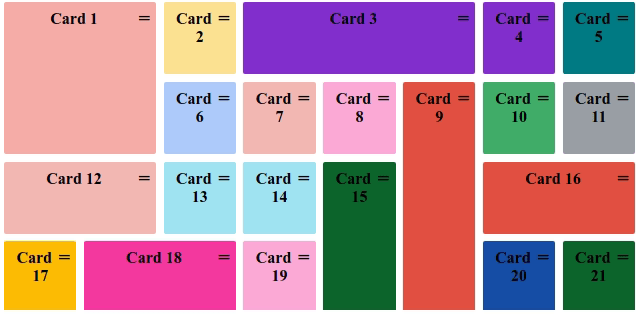 Card 1 =
Card =
2
Card 3 =
Card =
4
Card =
5
Card =
6
Card =
7
Card =
8
Card =
9
Card =
10
Card =
11
Card 12 =
Card =
13
Card =
14
Card =
15
Card 16 =
Card =
17
Card 18 =
Card =
19
Card =
20
Card =
21